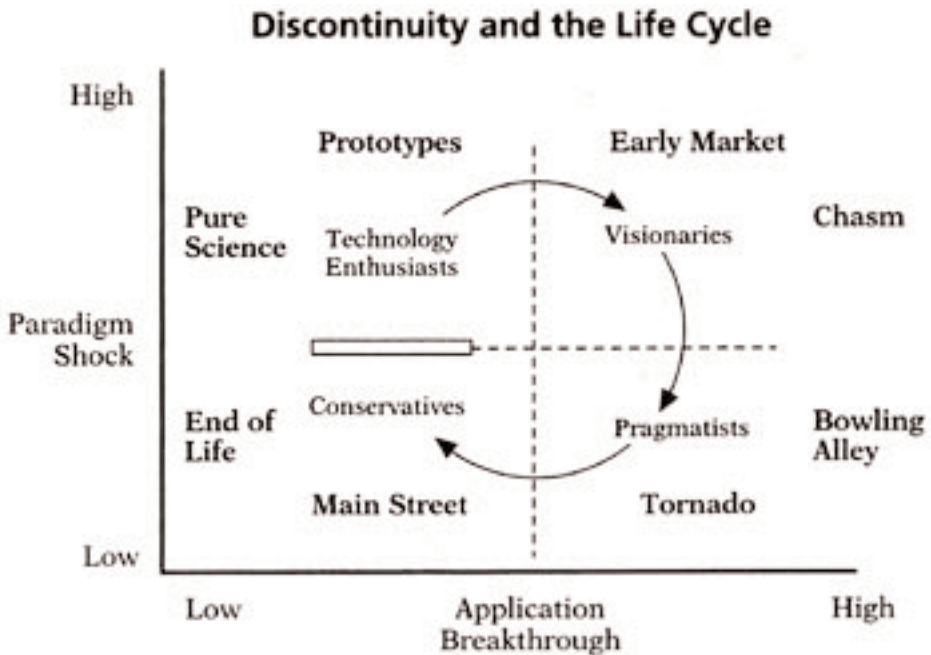 Discontinuity and the Life Cycle
High
Prototypes
Early Market
Pure
Science
Technology
Enthusiasts
Visionaries
Chasm
Paradigm
Shock
End of
Life
Conservatives
Pragmatists
Bowling
Alley
Main Street
Tornado
Low
Low
Application
Breakthrough
High